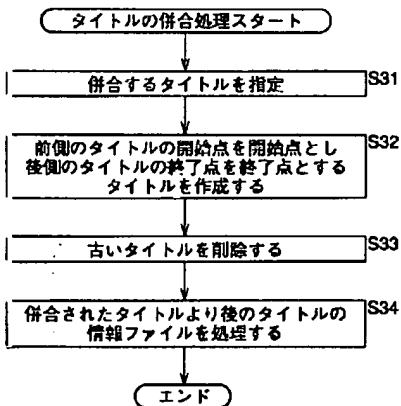 タイトルの併合処理スタート
併合するタイトルを指定
S31
前側のタイトルの開始点を開始点とし
後側のタイトルの終了点を終了点とする
タイトルを作成する
S32
古いタイトルを削除する
S33
併合されたタイトルより後のタイトルの
情報ファイルを処理する
S34
エンド